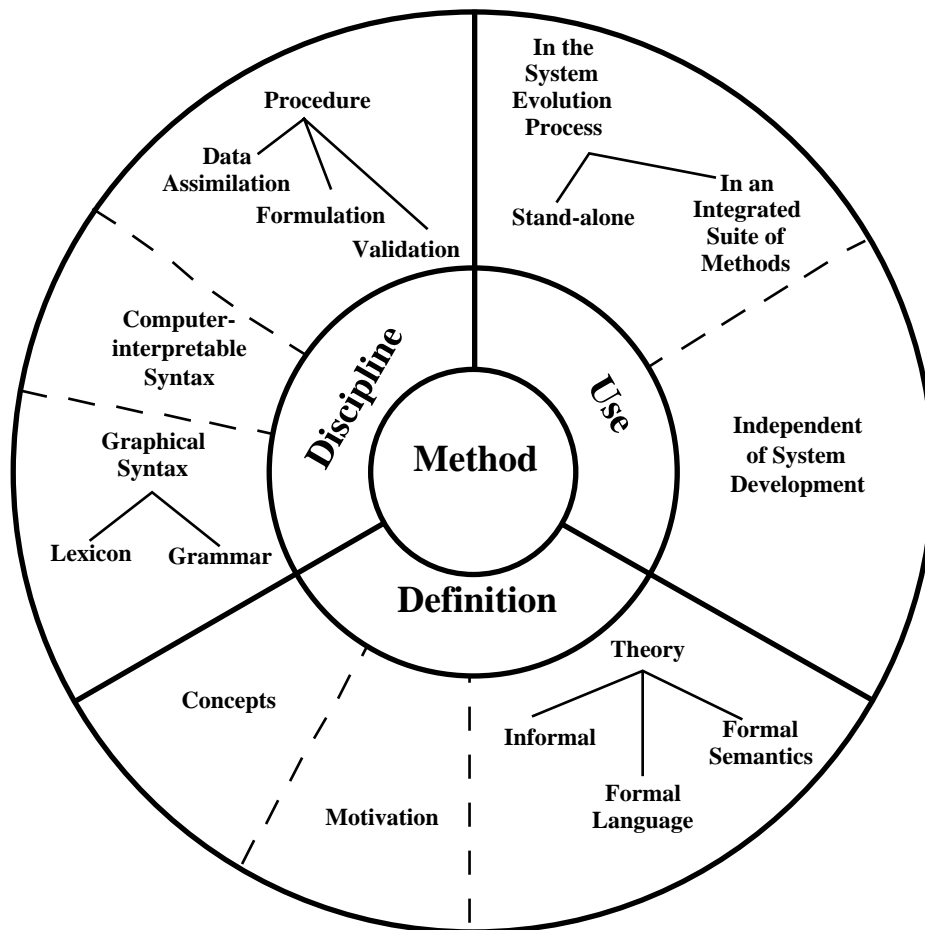 In the
System
Evolution
Process
Stand-alone
In an
Integrated
Suite of
Methods
Procedure
Data
Assimilation
Formulation
Validation
Computer-
interpretable
Syntax
Graphical
Syntax
Lexicon
Grammar
Discipline
Use
Method
Definition
Independent
of System
Development
Concepts
Motivation
Theory
Informal
Formal
Language
Formal
Semantics